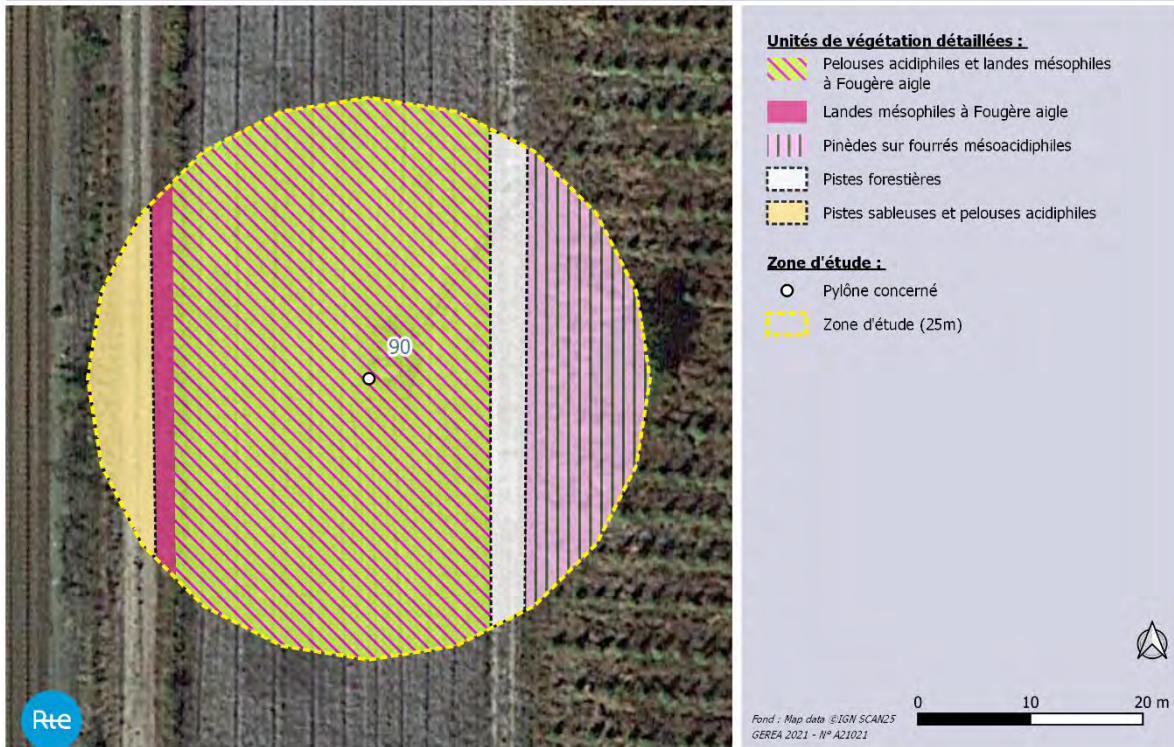 90
Rte
Unités de végétation détaillées :
Pelouses acidiphiles et landes mésophiles
à Fougère aigle
Landes mésophiles à Fougère aigle
Pinèdes sur fourrés mésoacidiphiles
Pistes forestières
Pistes sableuses et pelouses acidiphiles
Zone d'étude :
Pylône concerné
Zone d'étude (25m)
0 10 20 m
Fond : Map data ©IGN SCAN25
GEREA 2021 - N° A21021